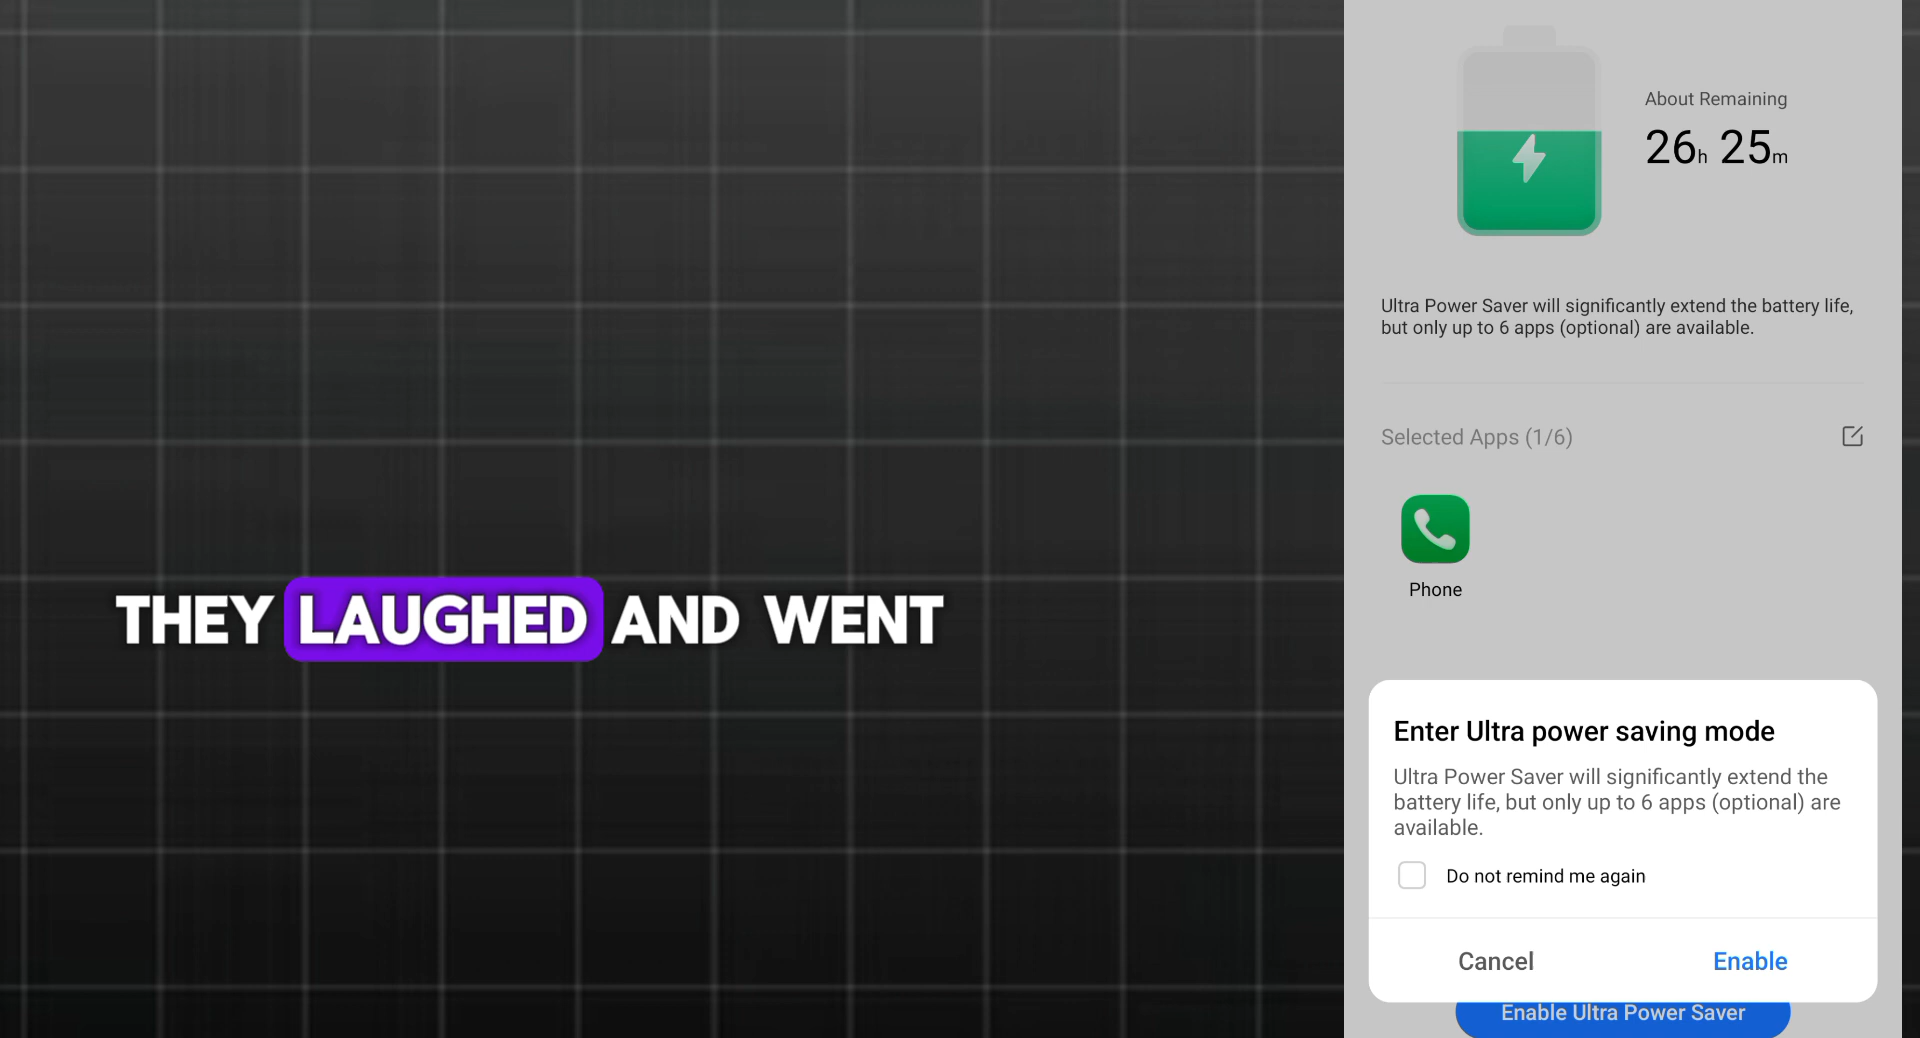 THEY LAUGHED AND WENT
About Remaining
26h 25m
Ultra Power Saver will significantly extend the battery life,
but only up to 6 apps (optional) are available.
Selected Apps (1/6)
Phone
Enter Ultra power saving mode
Ultra Power Saver will significantly extend the
battery life, but only up to 6 apps (optional) are
available.
Do not remind me again
Cancel
Enable
Enable Ultra Power Saver